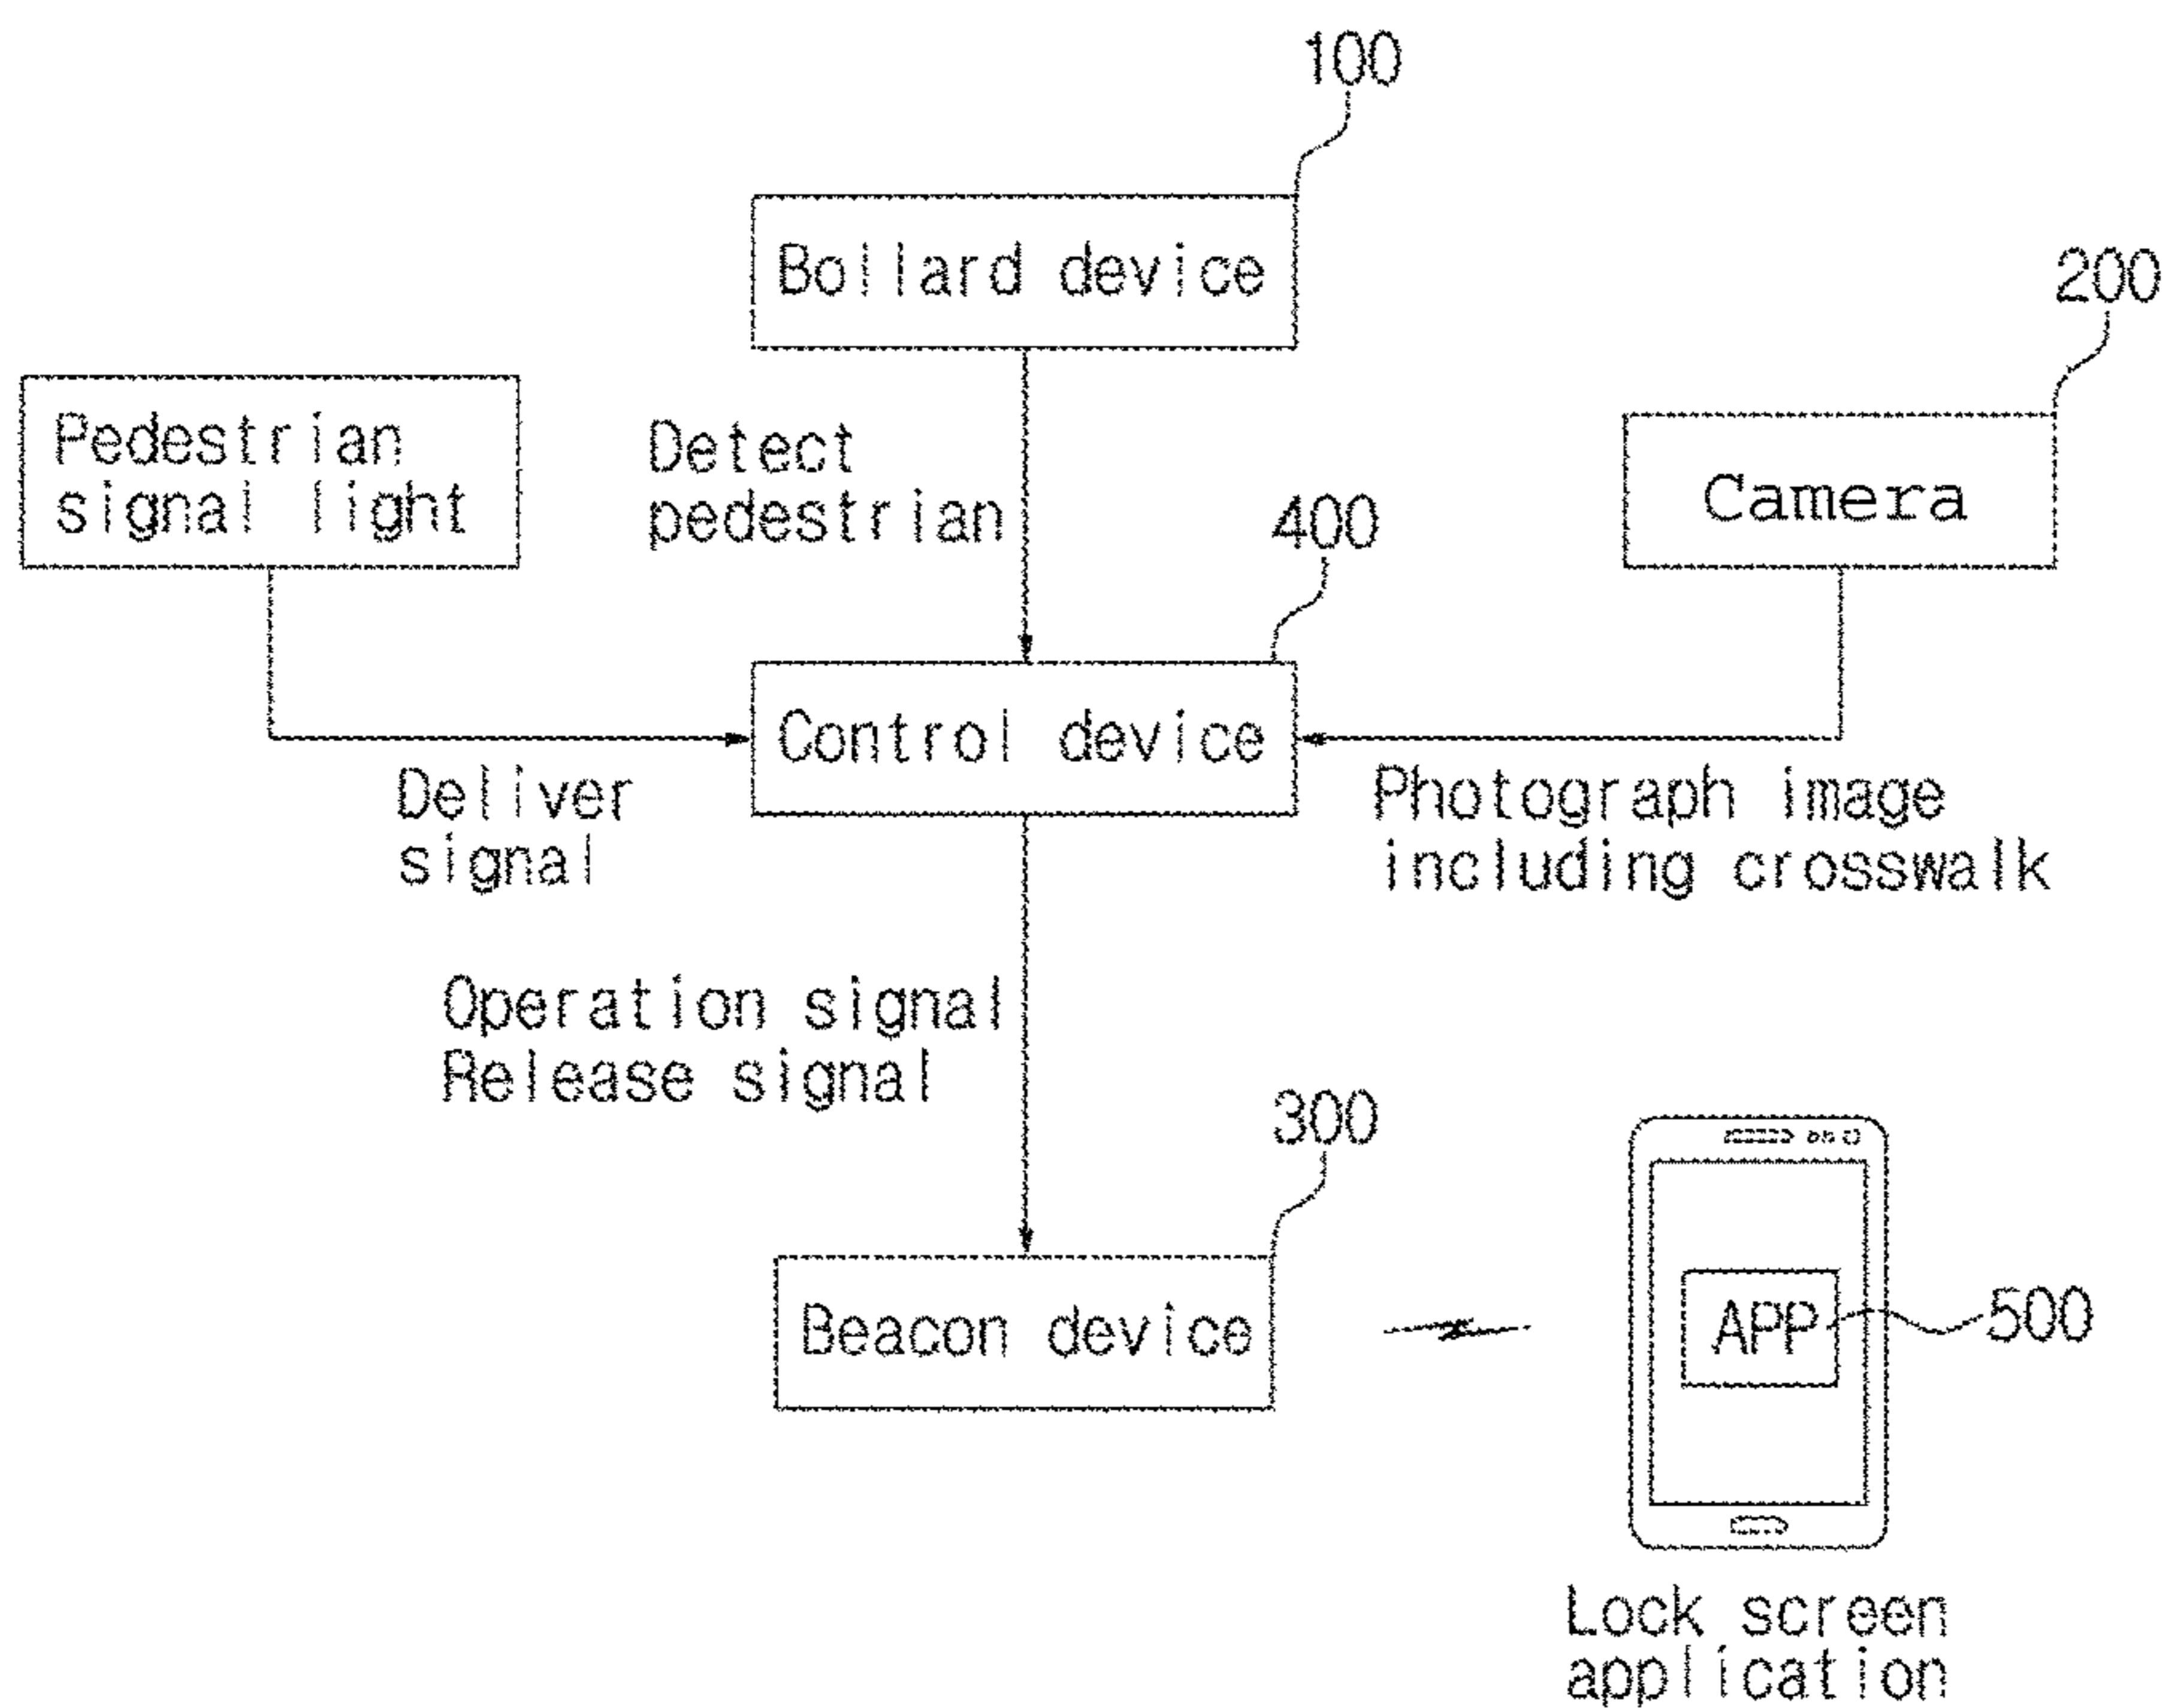 100
Bollard device
200
Pedestrian
signal light
Detect
pedestrian
Camera
400
Control device
Deliver
signal
Photograph image
including crosswalk
Operation signal
Release signal
300
Beacon device
APP
500
Lock screen
application